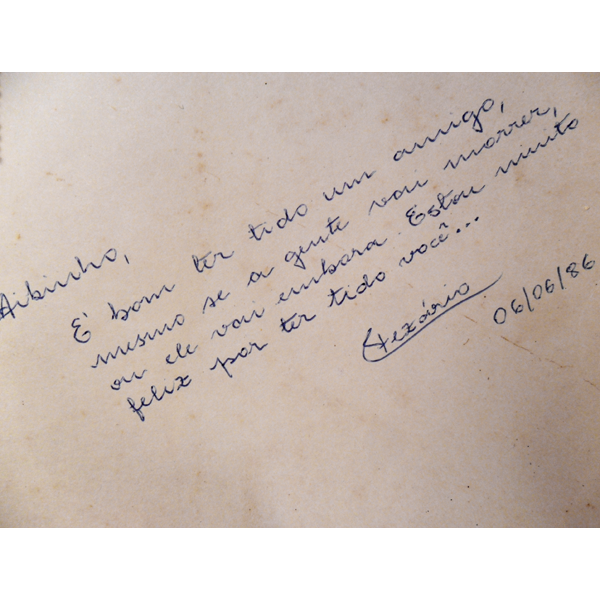 Aibinho,
É bom ter tido um amigo,
mesmo se a gente vai morrer,
ou ele vai embora. Estou muito
feliz por ter tido você...
06/06/86